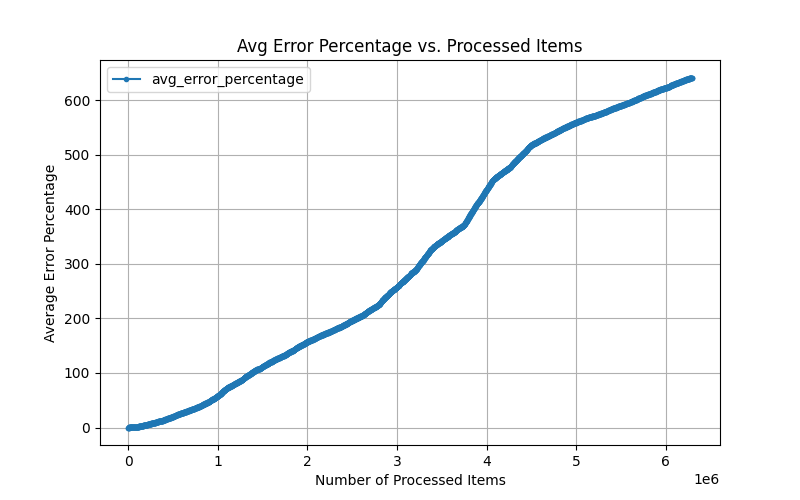 Avg Error Percentage vs. Processed Items
avg_error_percentage
Average Error Percentage
600
500
400
300
200
100
0
0 1 2 3 4 5 6
1e6
Number of Processed Items